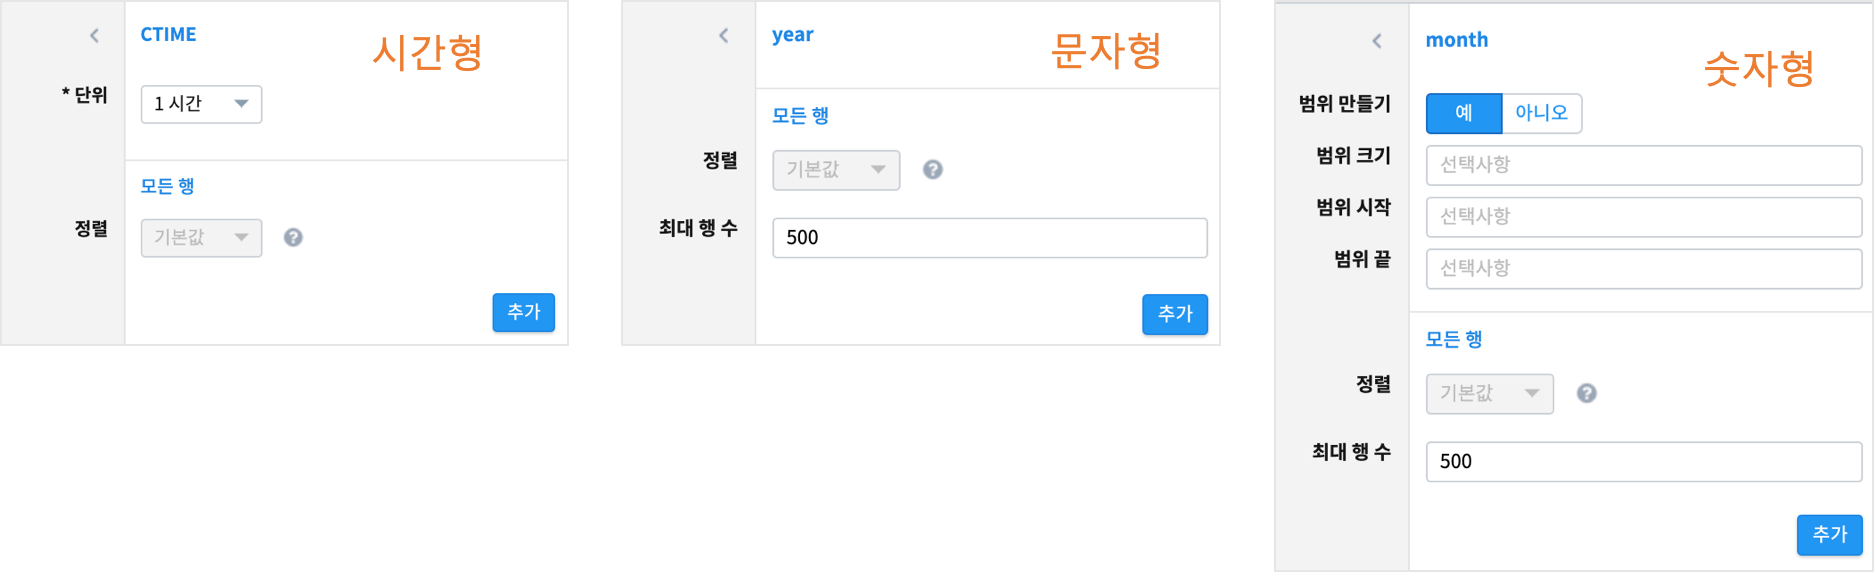 CTIME
시간형
* 단위
1 시간
모든 행
정렬
기본값
?
추가
year
문자형
모든 행
정렬
기본값
?
최대 행 수
500
추가
month
숫자형
범위 만들기
예
아니오
범위 크기
선택사항
범위 시작
선택사항
범위 끝
선택사항
모든 행
정렬
기본값
?
최대 행 수
500
추가